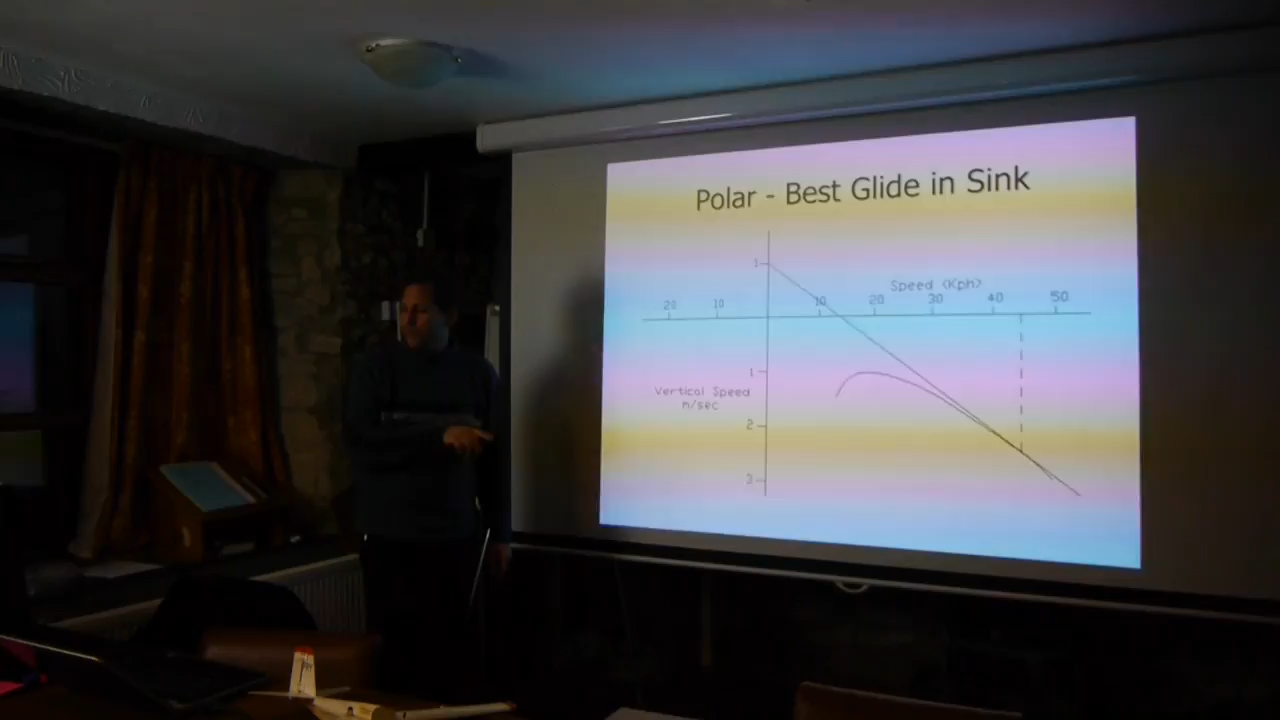 Polar - Best Glide in Sink
1
Speed (Kph)
20 10 10 20 30 40 50
1
Vertical Speed
m/sec
2
3